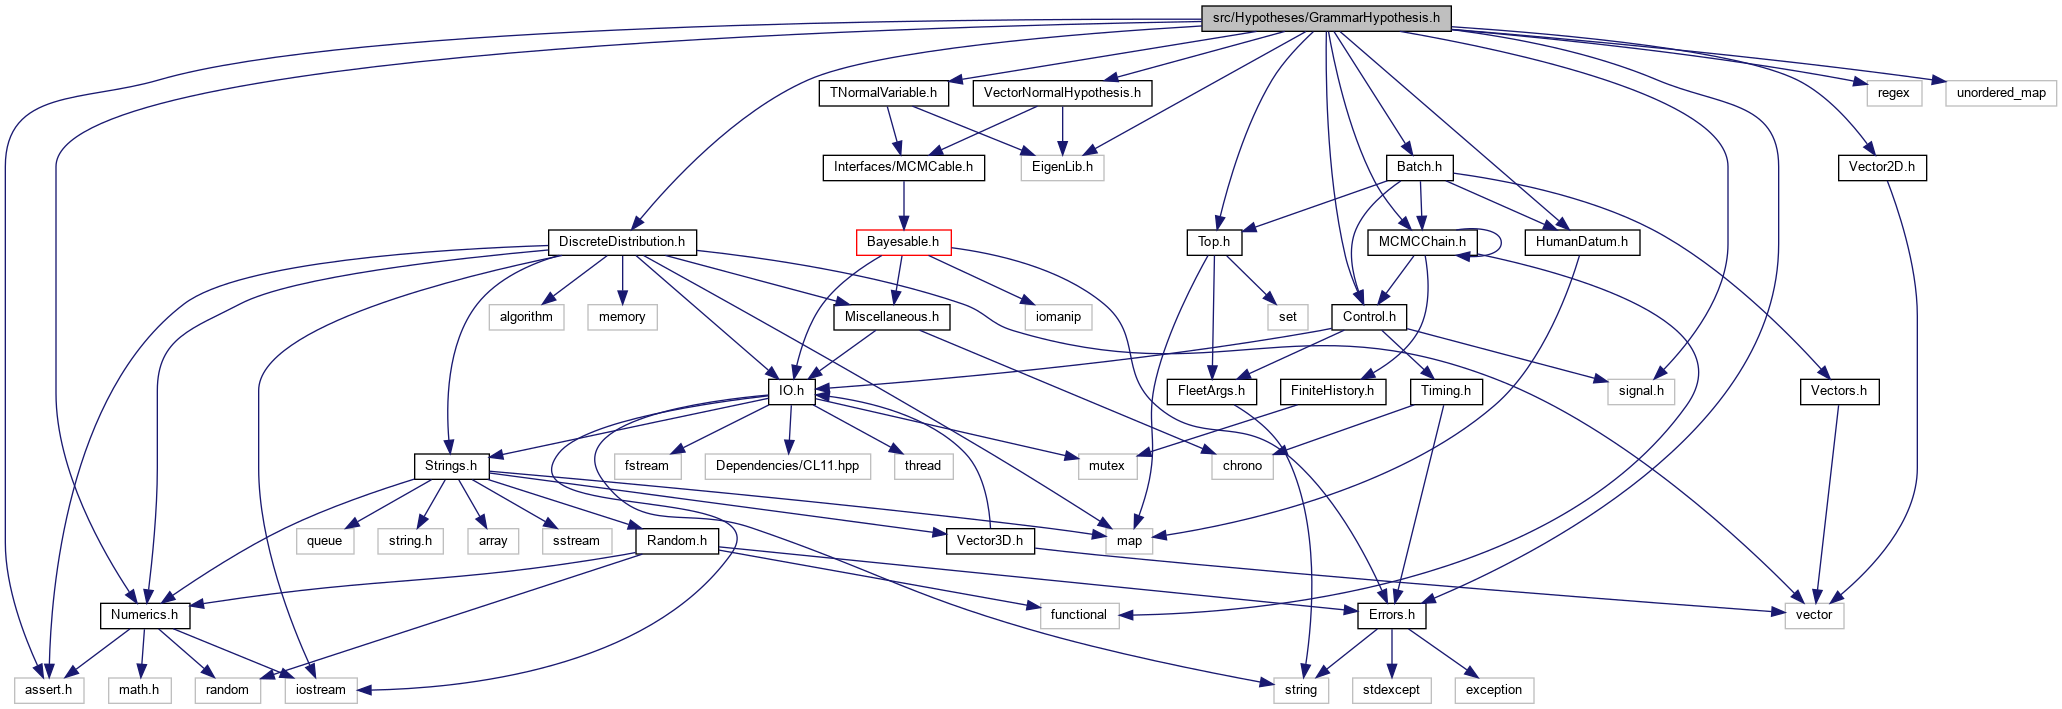 src/Hypotheses/GrammarHypothesis.h
TNormalVariable.h
VectorNormalHypothesis.h
regex
unordered_map
Interfaces/MCMCable.h
EigenLib.h
Batch.h
Vector2D.h
DiscreteDistribution.h
Bayesable.h
Top.h
MCMCChain.h
HumanDatum.h
algorithm
memory
Miscellaneous.h
iomanip
set
Control.h
IO.h
FleetArgs.h
FiniteHistory.h
Timing.h
signal.h
Vectors.h
Strings.h
fstream
Dependencies/CL11.hpp
thread
mutex
chrono
queue
string.h
array
sstream
Random.h
Vector3D.h
map
Numerics.h
functional
Errors.h
vector
assert.h
math.h
random
iostream
string
stdexcept
exception